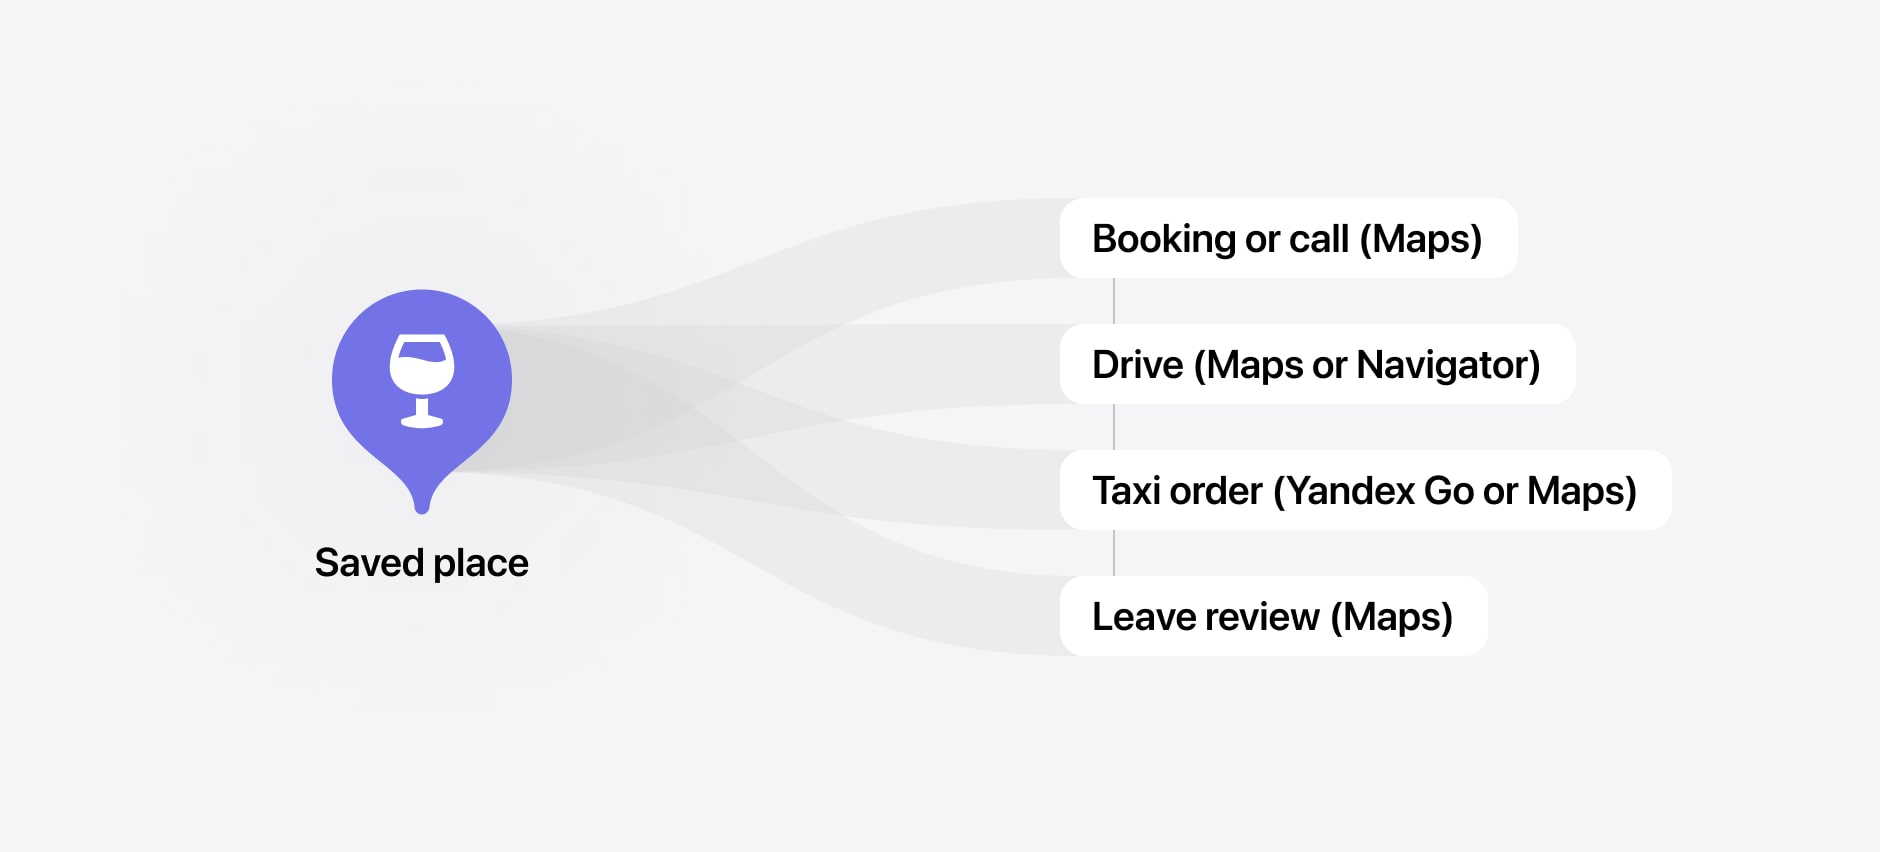 Saved place
Booking or call (Maps)
Drive (Maps or Navigator)
Taxi order (Yandex Go or Maps)
Leave review (Maps)